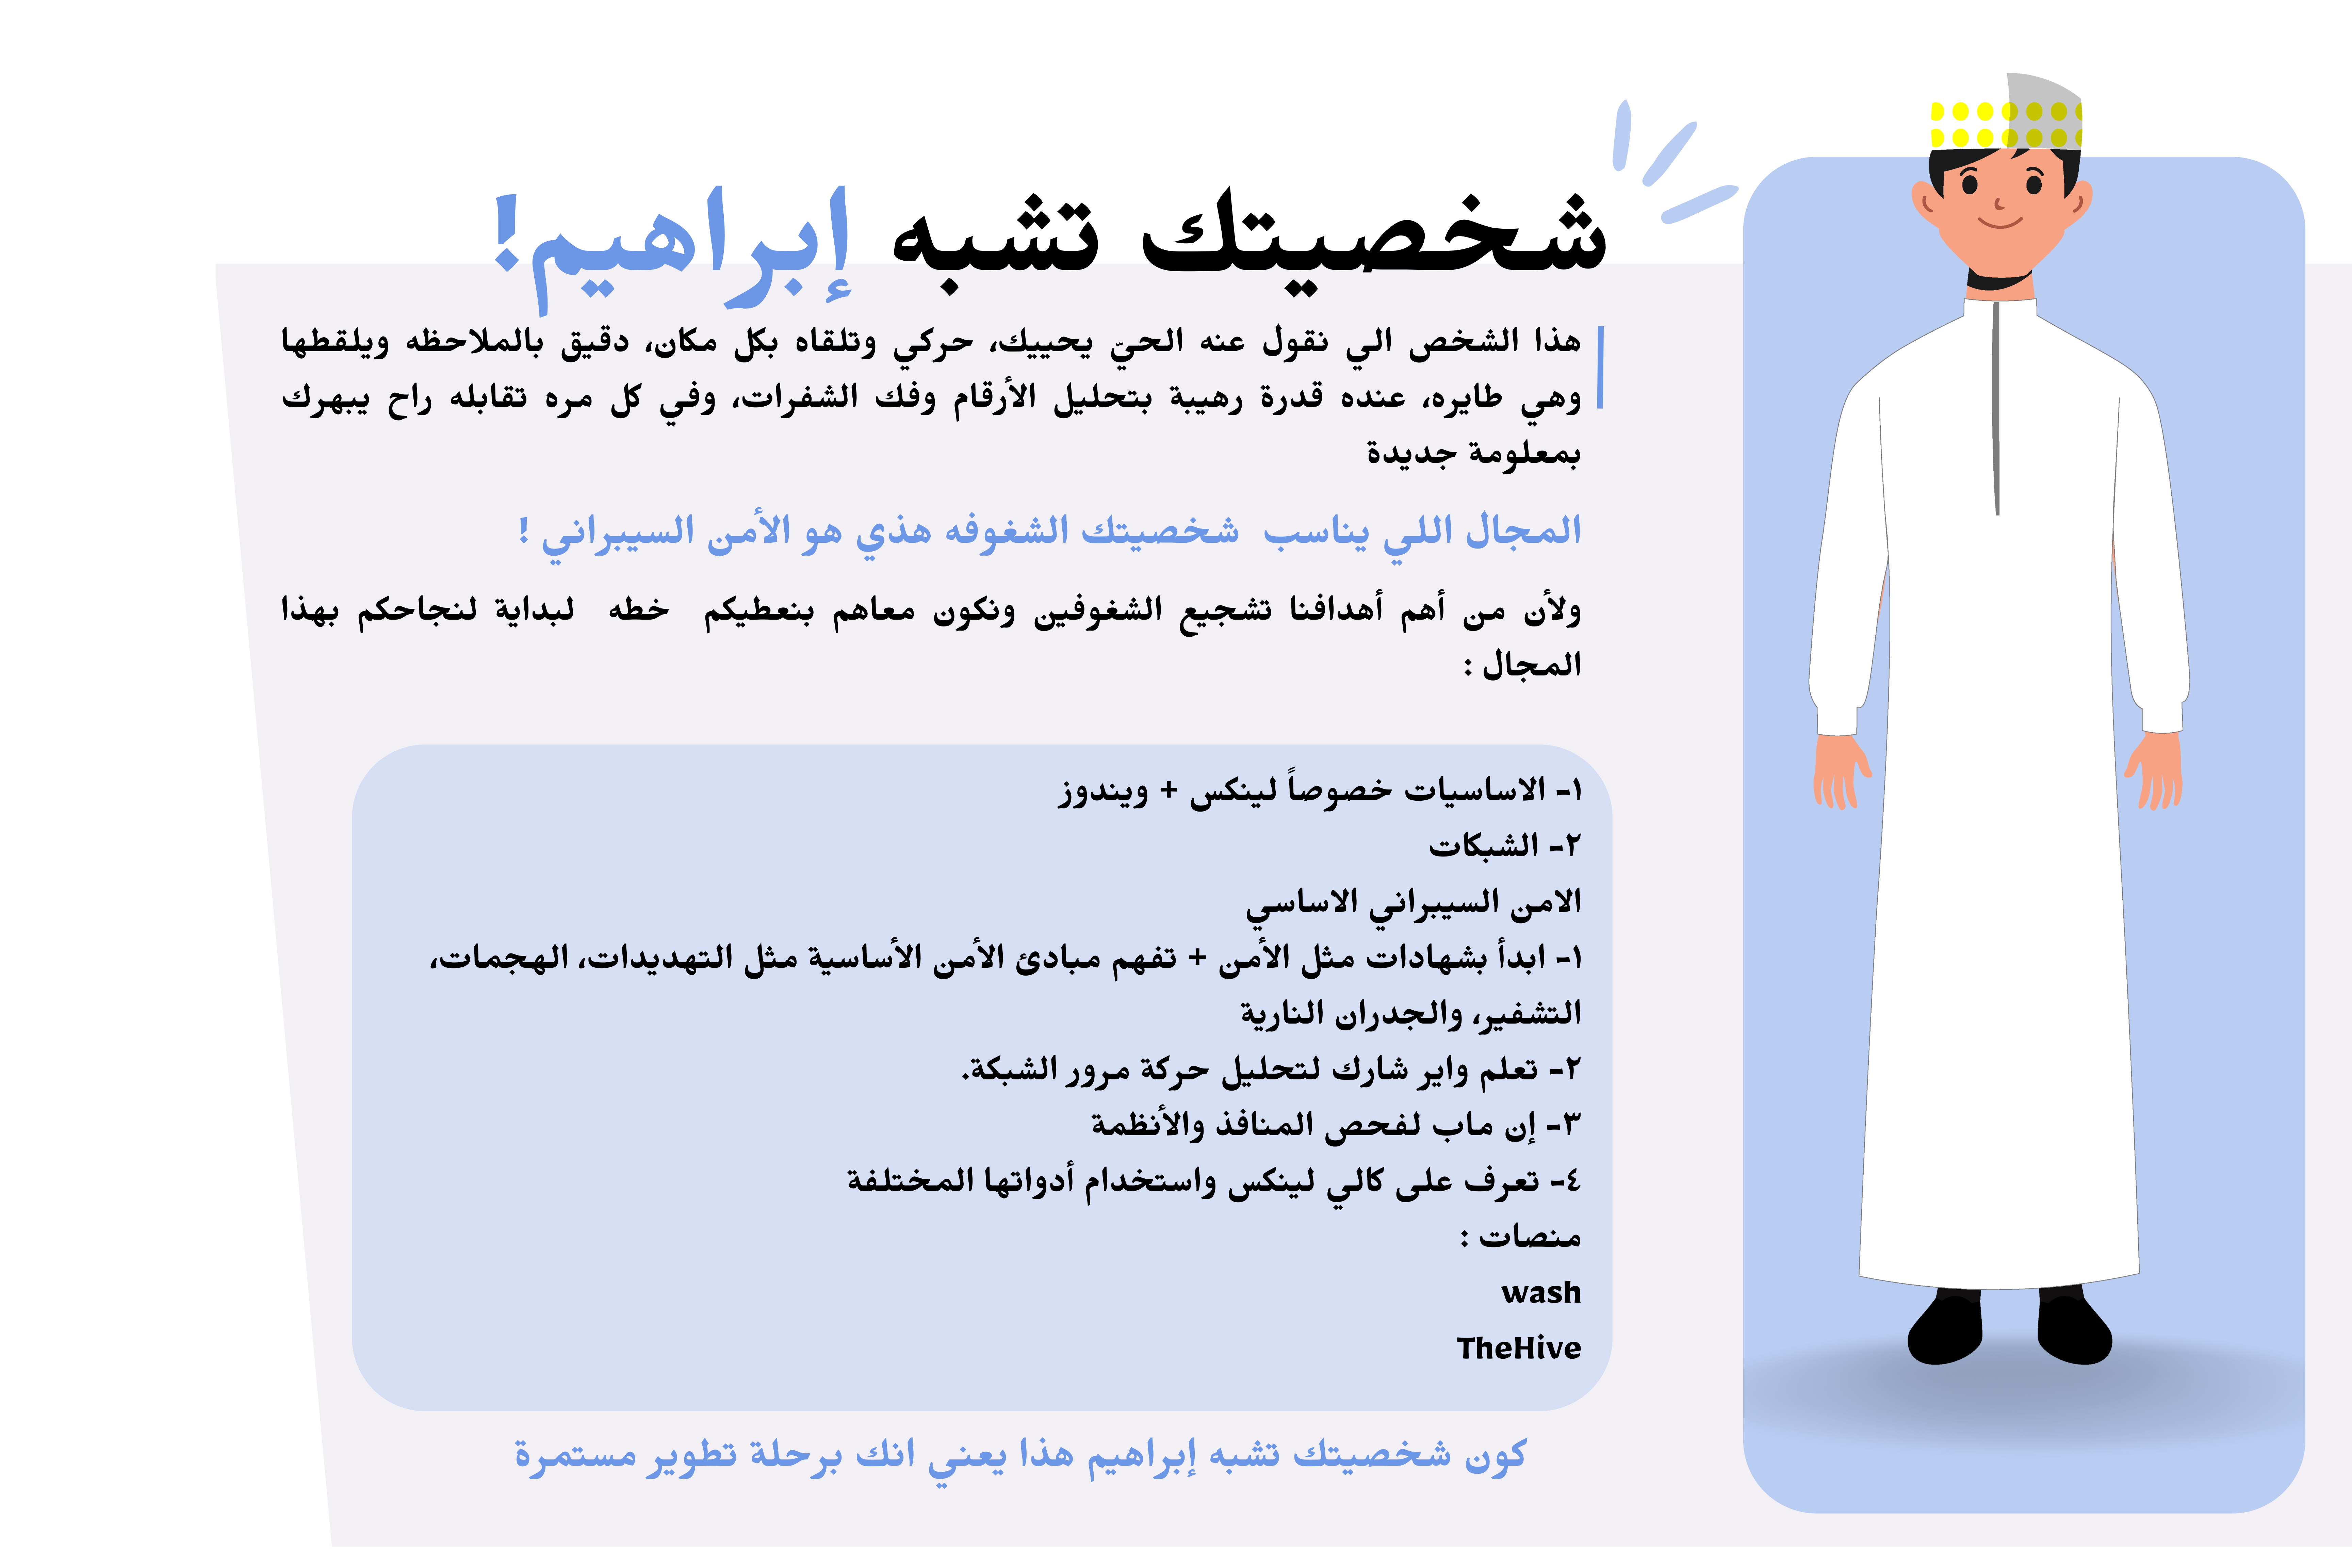 شخصيتك تشبه إبراهيم!
هذا الشخص الي نقول عنه الحيّ يحييك، حركي وتلقاه بكل مكان، دقيق بالملاحظه ويلقطها
وهي طايره، عنده قدرة رهيبة بتحليل الأرقام وفك الشفرات، وفي كل مره تقابله راح يبهرك
بمعلومة جديدة
المجال اللي يناسب شخصيتك الشغوفه هذي هو الأمن السيبراني !
ولأن من أهم أهدافنا تشجيع الشغوفين ونكون معاهم بنعطيكم خطه لبداية لنجاحكم بهذا
المجال :
١- الاساسيات خصوصاً لينكس + ويندوز
٢- الشبكات
الامن السيبراني الاساسي
١- ابدأ بشهادات مثل الأمن + تفهم مبادئ الأمن الأساسية مثل التهديدات، الهجمات،
التشفير، والجدران النارية
٢- تعلم واير شارك لتحليل حركة مرور الشبكة.
٣- إن ماب لفحص المنافذ والأنظمة
٤- تعرف على كالي لينكس واستخدام أدواتها المختلفة
منصات :
wash
TheHive
كون شخصيتك تشبه إبراهيم هذا يعني انك برحلة تطوير مستمرة